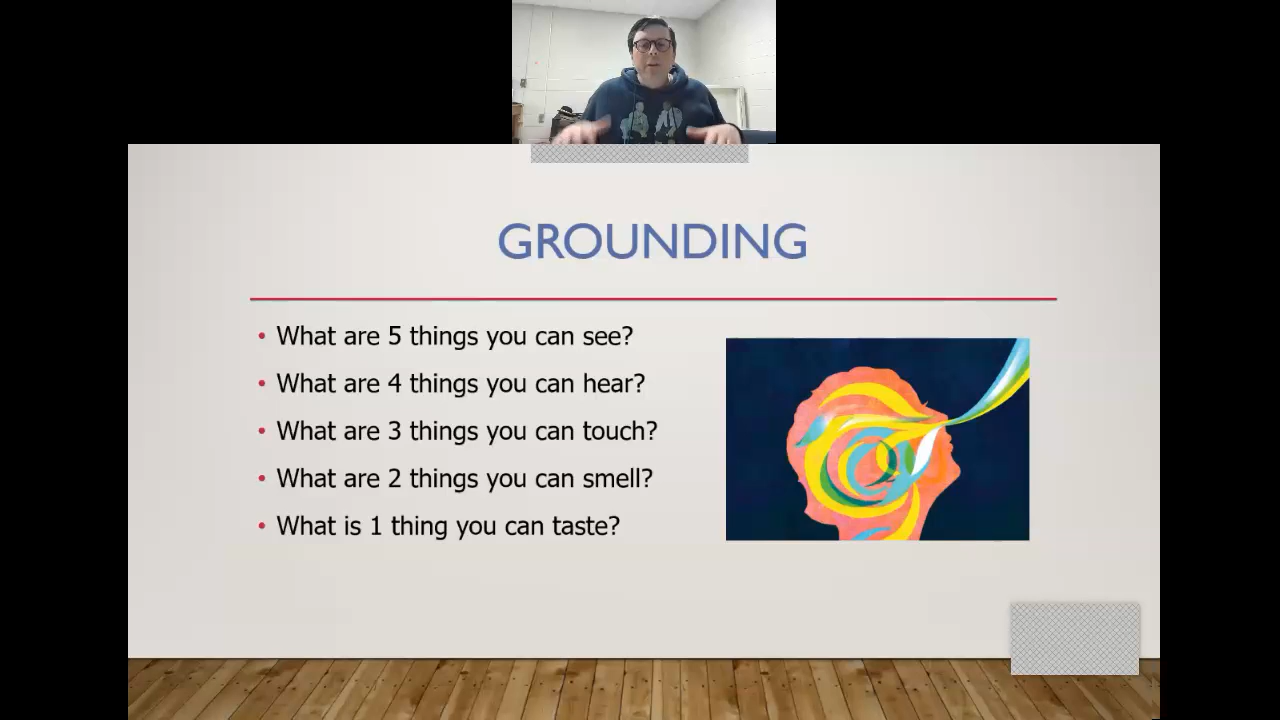 GROUNDING
• What are 5 things you can see?
• What are 4 things you can hear?
• What are 3 things you can touch?
• What are 2 things you can smell?
• What is 1 thing you can taste?